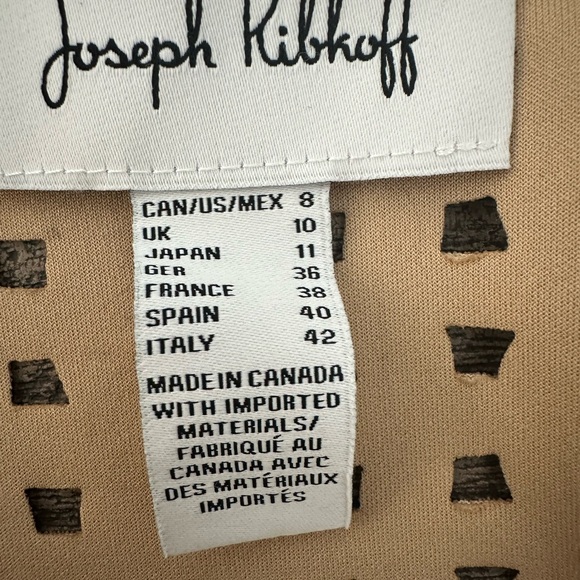 Joseph Ribkoff
CAN/US/MEX 8
UK 10
JAPAN 11
GER 36
FRANCE 38
SPAIN 40
ITALY 42
MADE IN CANADA
WITH IMPORTED
MATERIALS/
FABRIQUÉ AU
CANADA AVEC
DES MATÉRIAUX
IMPORTÉS